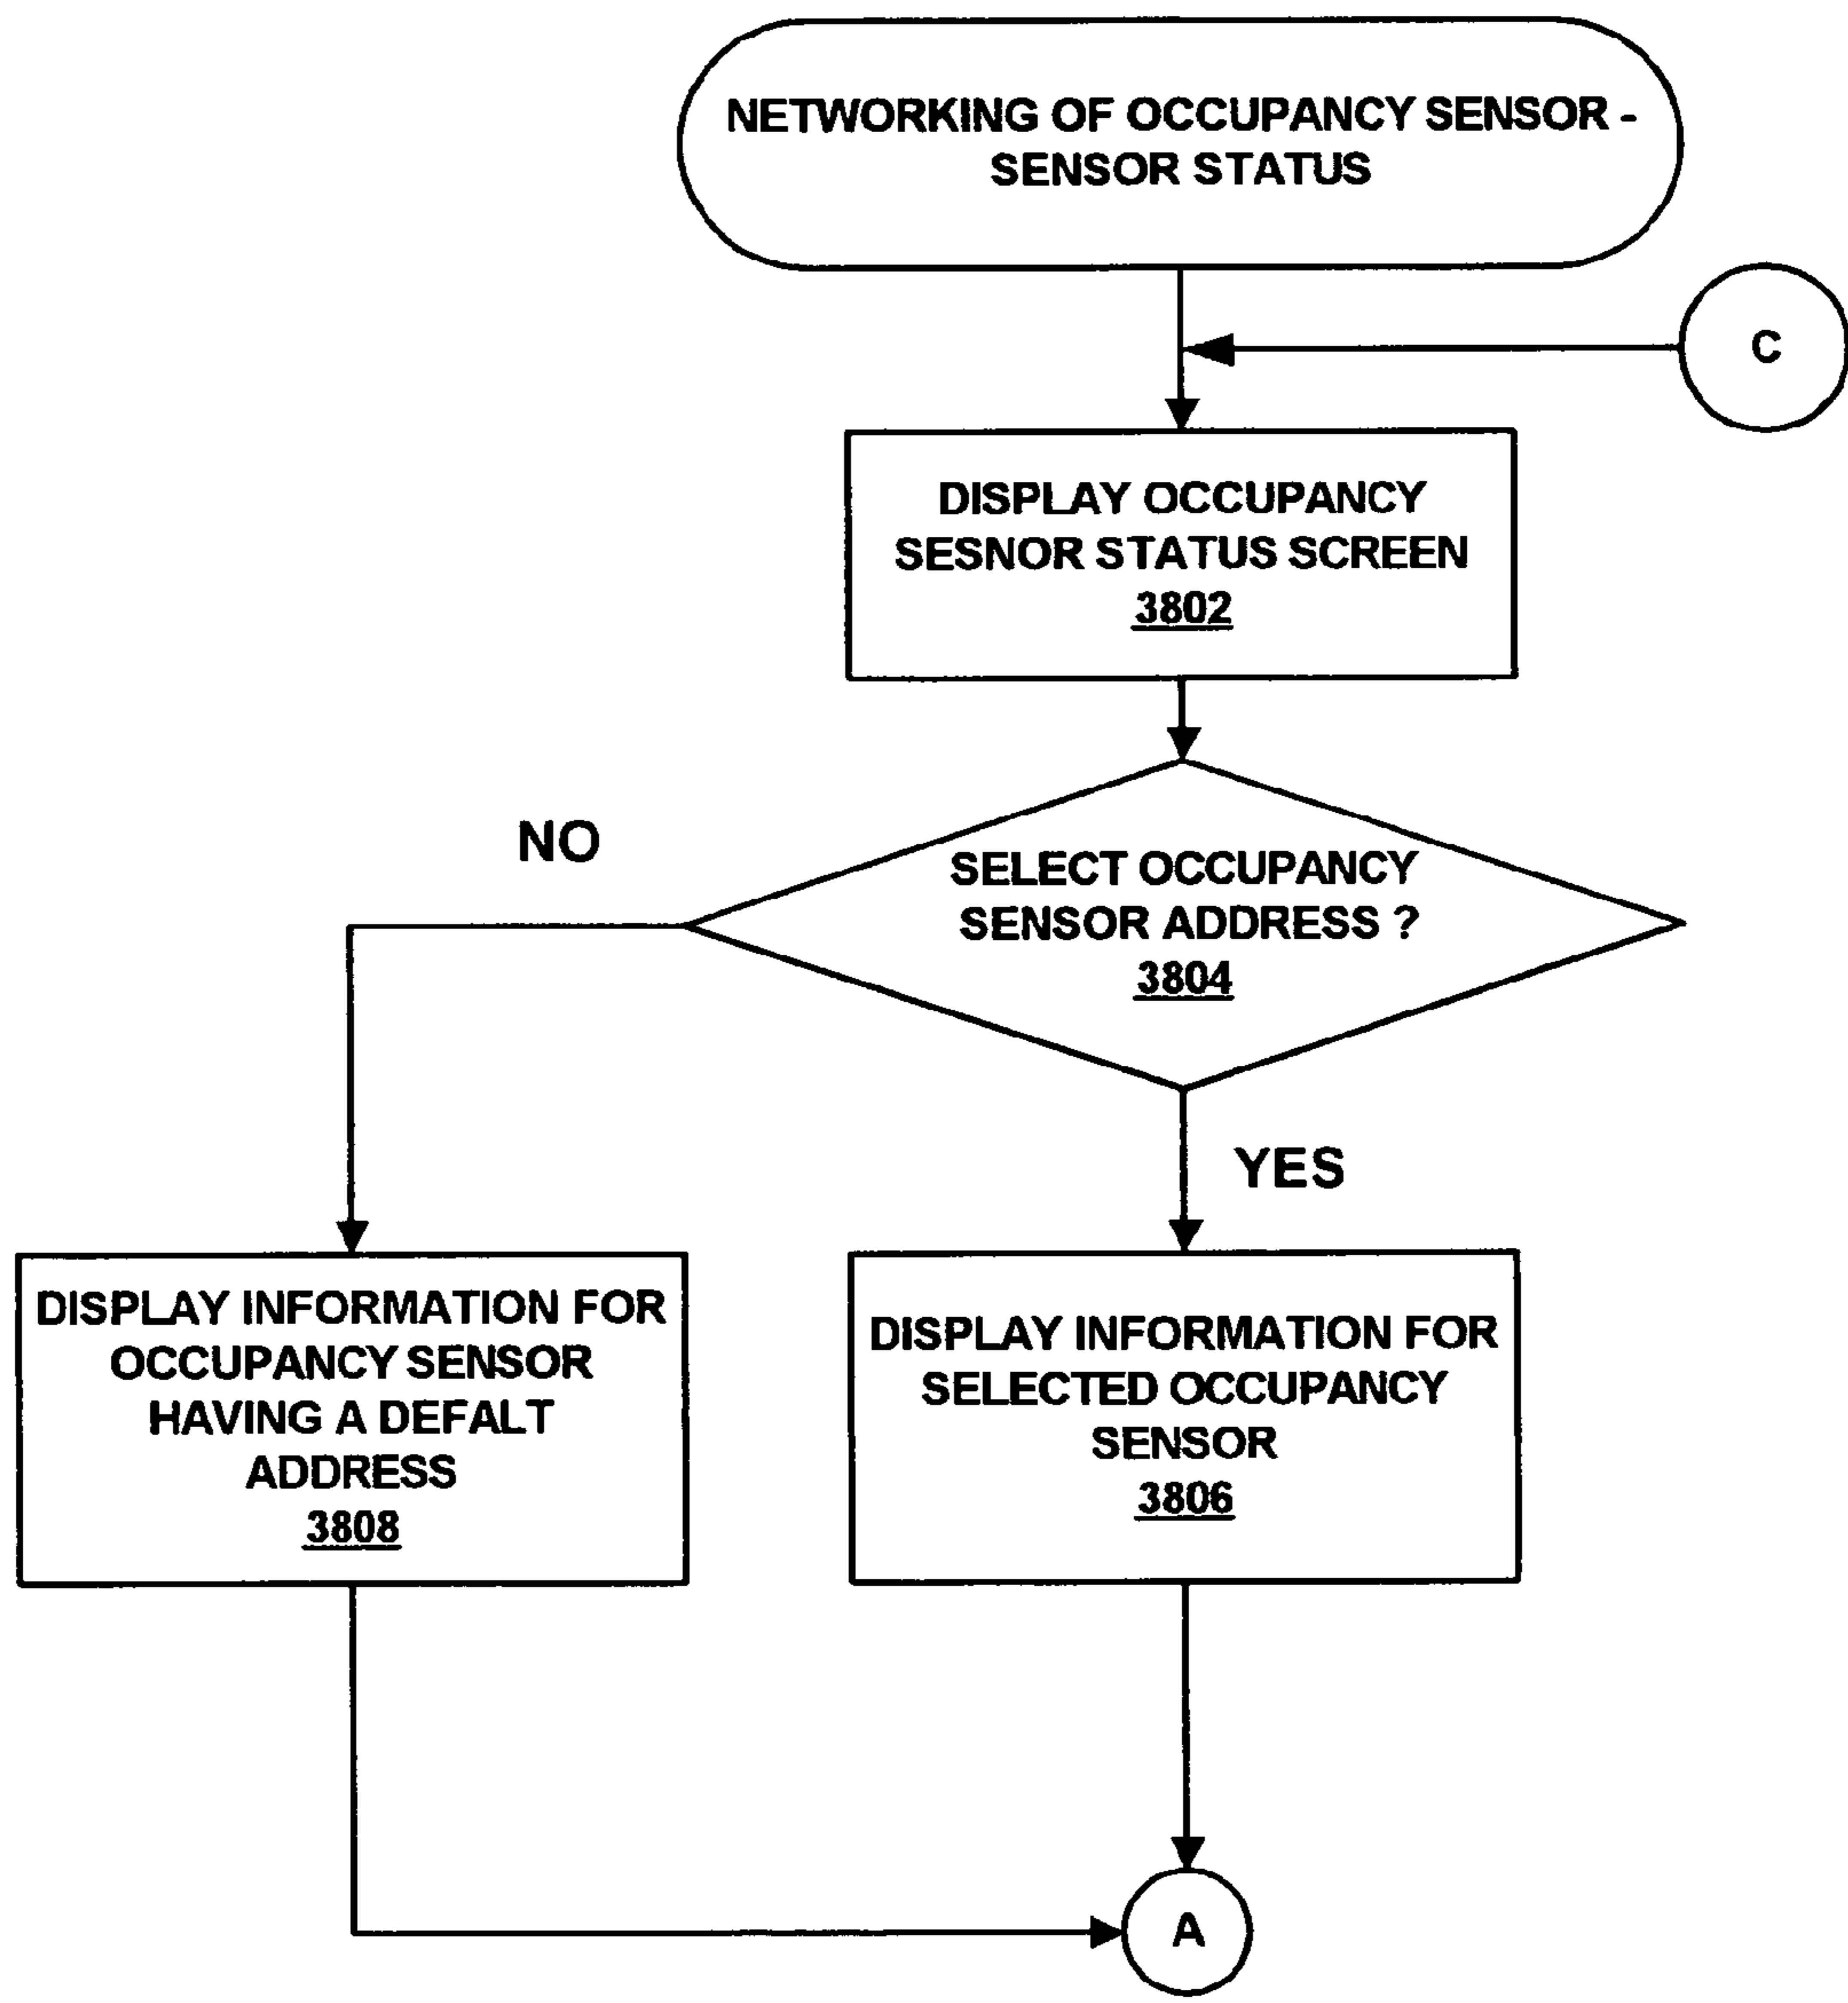 NETWORKING OF OCCUPANCY SENSOR -
SENSOR STATUS
C
DISPLAY OCCUPANCY
SESNOR STATUS SCREEN
3802
NO
SELECT OCCUPANCY
SENSOR ADDRESS ?
3804
YES
DISPLAY INFORMATION FOR
OCCUPANCY SENSOR
HAVING A DEFALT
ADDRESS
3808
DISPLAY INFORMATION FOR
SELECTED OCCUPANCY
SENSOR
3806
A